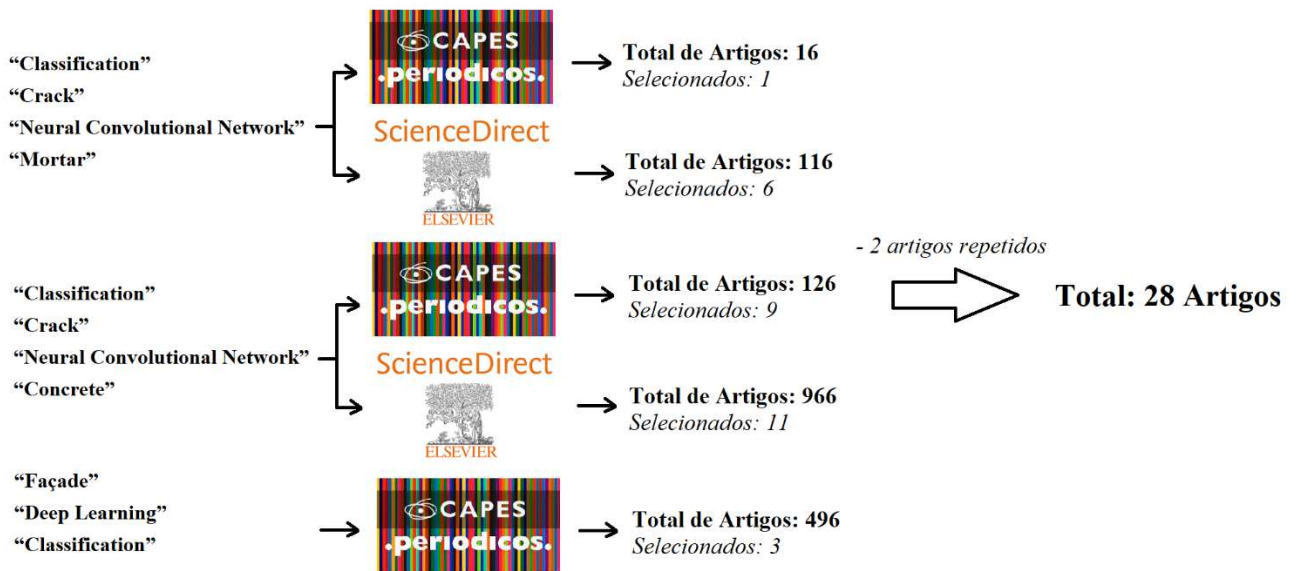 “Classification”
“Crack”
“Neural Convolutional Network”
“Mortar”
CAPES
.periodicos.
Total de Artigos: 16
Selecionados: 1
ScienceDirect
ELSEVIER
Total de Artigos: 116
Selecionados: 6
“Classification”
“Crack”
“Neural Convolutional Network”
“Concrete”
CAPES
.periodicos.
Total de Artigos: 126
Selecionados: 9
ScienceDirect
ELSEVIER
Total de Artigos: 966
Selecionados: 11
- 2 artigos repetidos
Total: 28 Artigos
“Façade”
“Deep Learning”
“Classification”
CAPES
.periodicos.
Total de Artigos: 496
Selecionados: 3